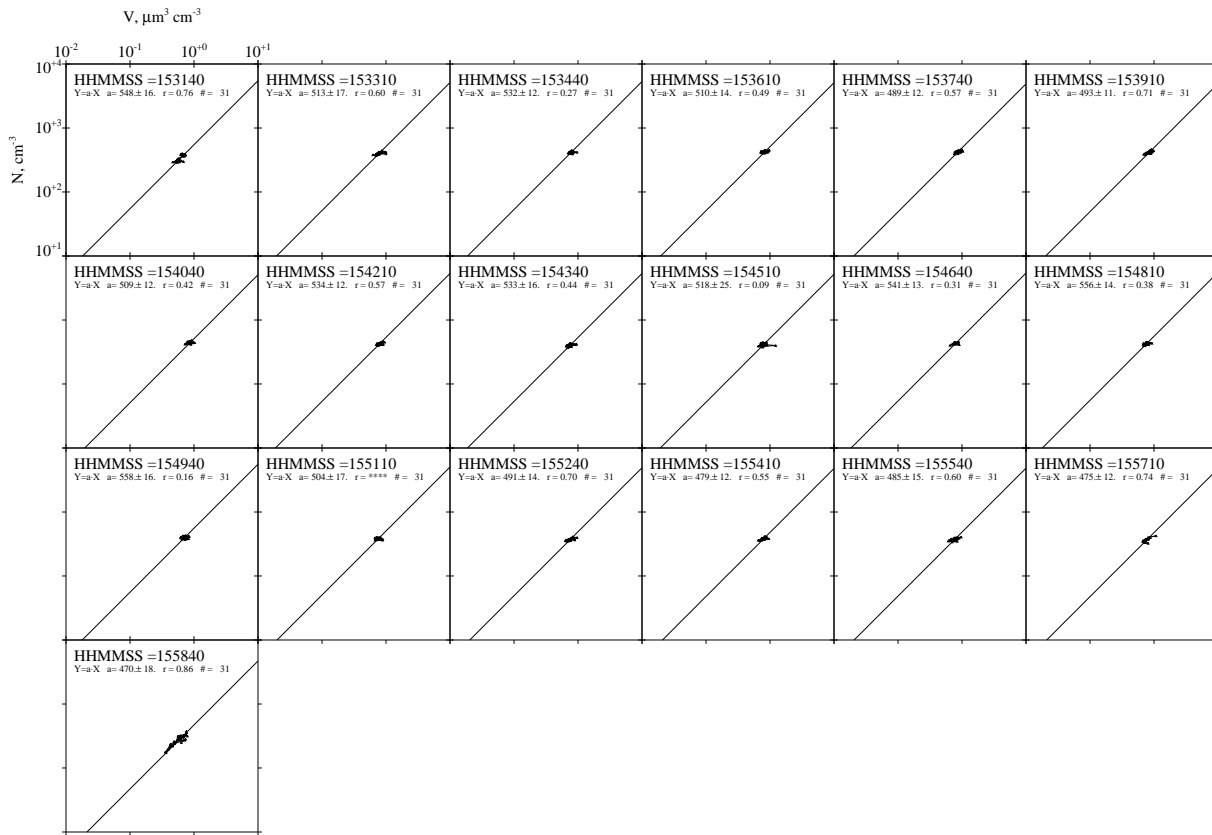 V, μm³ cm⁻³
10⁻² 10⁻¹ 10⁺⁰ 10⁺¹
N, cm⁻³
10⁺⁴
10⁺³
10⁺²
10⁺¹
HHMMSS =153140
Y=a·X a= 548.± 16. r = 0.76 # = 31
HHMMSS =153310
Y=a·X a= 513.± 17. r = 0.60 # = 31
HHMMSS =153440
Y=a·X a= 532.± 12. r = 0.27 # = 31
HHMMSS =153610
Y=a·X a= 510.± 14. r = 0.49 # = 31
HHMMSS =153740
Y=a·X a= 489.± 12. r = 0.57 # = 31
HHMMSS =153910
Y=a·X a= 493.± 11. r = 0.71 # = 31
HHMMSS =154040
Y=a·X a= 509.± 12. r = 0.42 # = 31
HHMMSS =154210
Y=a·X a= 534.± 12. r = 0.57 # = 31
HHMMSS =154340
Y=a·X a= 533.± 16. r = 0.44 # = 31
HHMMSS =154510
Y=a·X a= 518.± 25. r = 0.09 # = 31
HHMMSS =154640
Y=a·X a= 541.± 13. r = 0.31 # = 31
HHMMSS =154810
Y=a·X a= 556.± 14. r = 0.38 # = 31
HHMMSS =154940
Y=a·X a= 558.± 16. r = 0.16 # = 31
HHMMSS =155110
Y=a·X a= 504.± 17. r = **** # = 31
HHMMSS =155240
Y=a·X a= 491.± 14. r = 0.70 # = 31
HHMMSS =155410
Y=a·X a= 479.± 12. r = 0.55 # = 31
HHMMSS =155540
Y=a·X a= 485.± 15. r = 0.60 # = 31
HHMMSS =155710
Y=a·X a= 475.± 12. r = 0.74 # = 31
HHMMSS =155840
Y=a·X a= 470.± 18. r = 0.86 # = 31